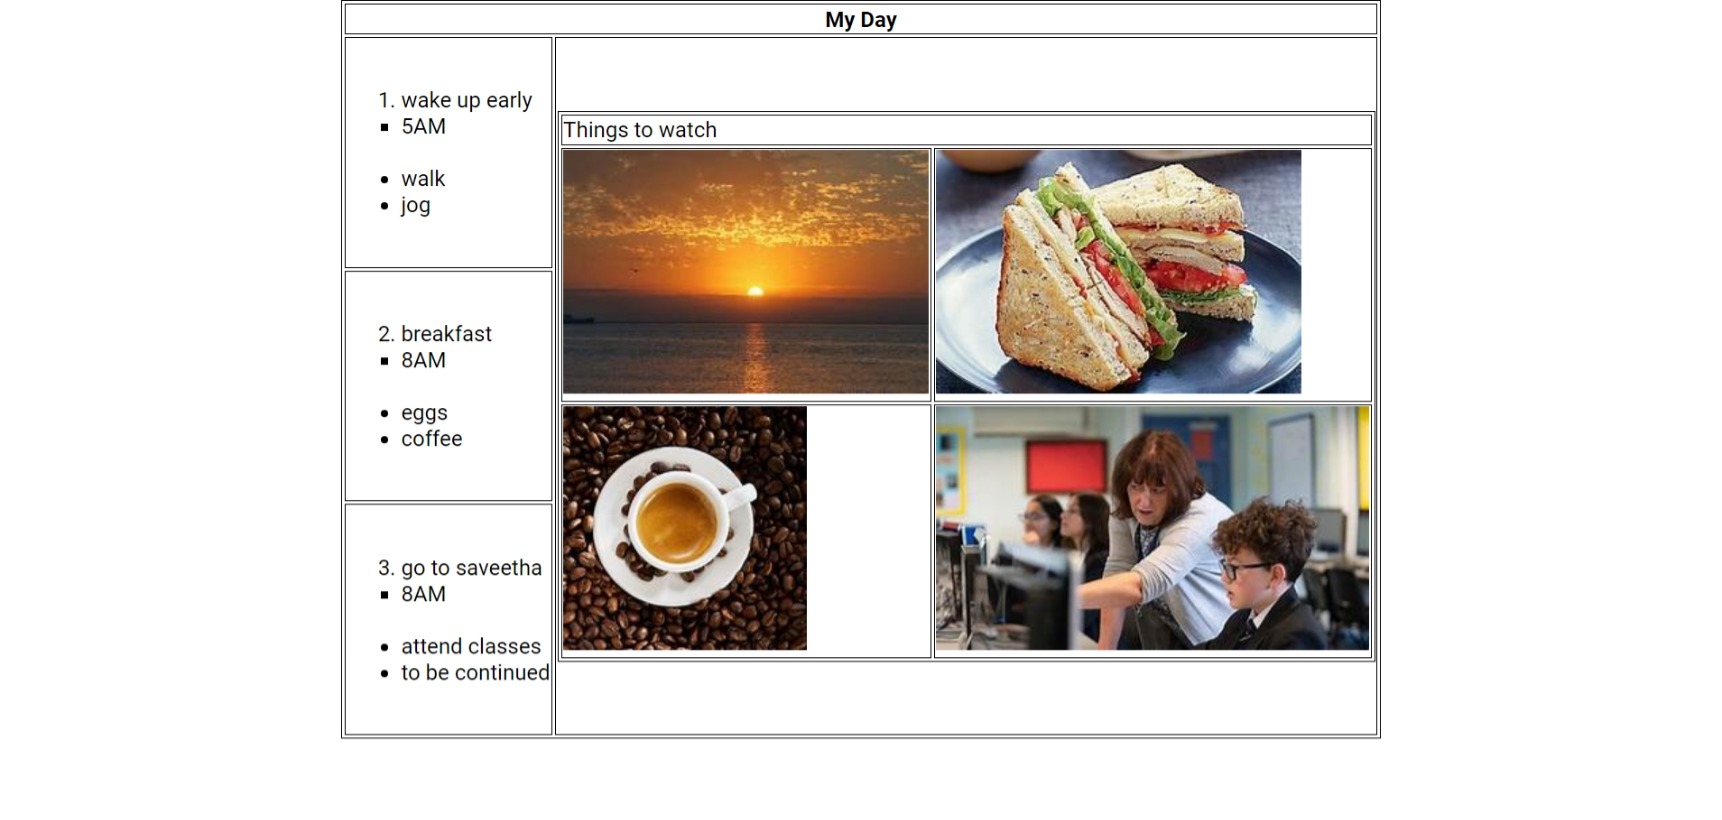 My Day
1. wake up early
▪ 5AM
• walk
• jog
2. breakfast
▪ 8AM
• eggs
• coffee
3. go to saveetha
▪ 8AM
• attend classes
• to be continued
Things to watch